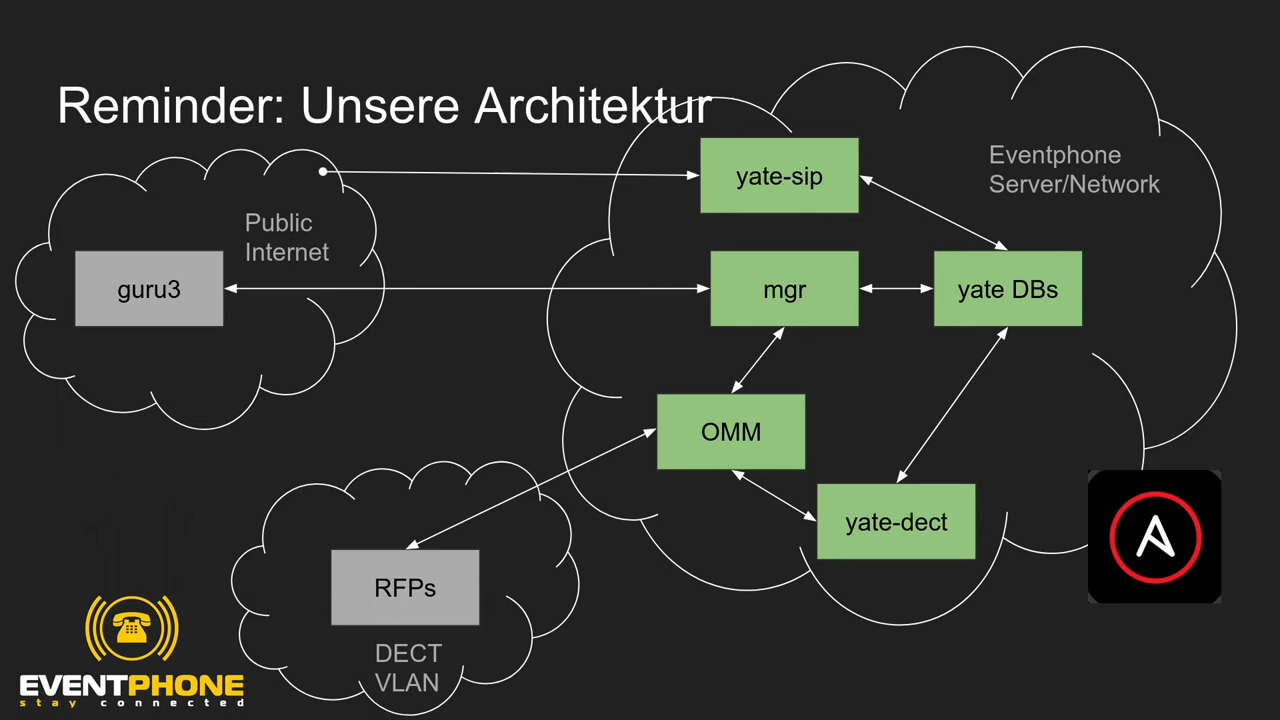 Reminder: Unsere Architektur
yate-sip
Eventphone
Server/Network
Public
Internet
guru3
mgr
yate DBs
OMM
yate-dect
RFPs
DECT
VLAN
EVENTPHONE
stay connected